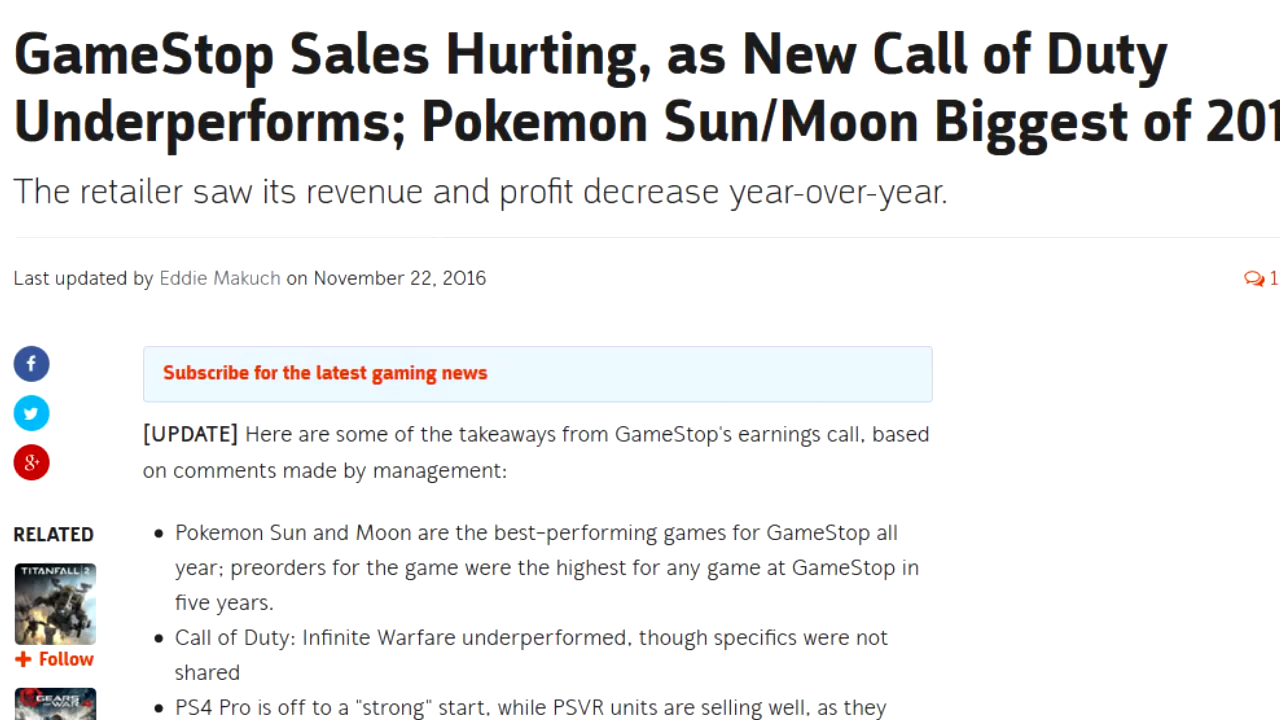 GameStop Sales Hurting, as New Call of Duty
Underperforms; Pokemon Sun/Moon Biggest of 201
The retailer saw its revenue and profit decrease year-over-year.
Last updated by Eddie Makuch on November 22, 2016
1
f
Subscribe for the latest gaming news
[UPDATE] Here are some of the takeaways from GameStop's earnings call, based
on comments made by management:
g+
RELATED
TITANFALL 2
+ Follow
GEARS
OF WAR
• Pokemon Sun and Moon are the best-performing games for GameStop all
year; preorders for the game were the highest for any game at GameStop in
five years.
• Call of Duty: Infinite Warfare underperformed, though specifics were not
shared
• PS4 Pro is off to a "strong" start, while PSVR units are selling well, as they